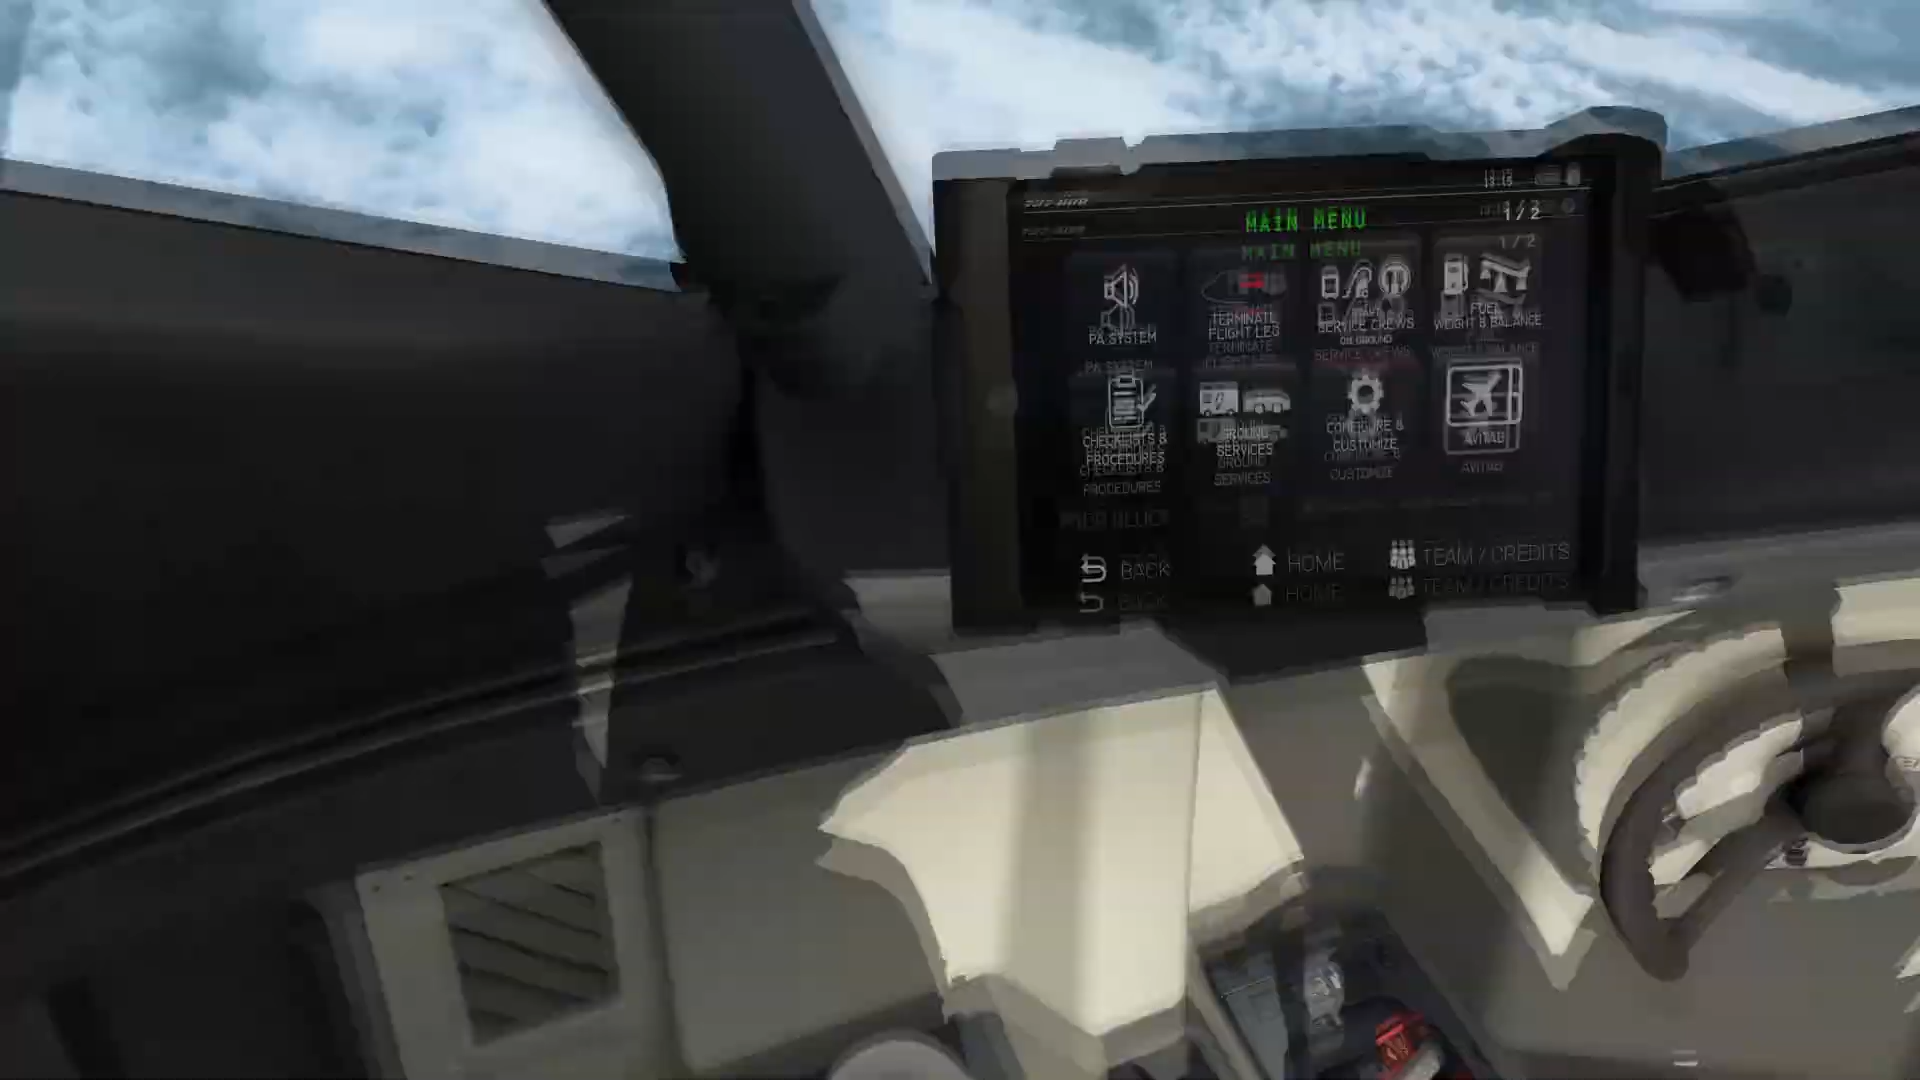 MAIN MENU
1/2
PA SYSTEM
TERMINATE
FLIGHT LEG
SERVICE CREWS
FUEL
WEIGHT & BALANCE
CHECKLISTS &
PROCEDURES
GROUND
SERVICES
CONFIGURE &
CUSTOMIZE
AVITAB
BACK
HOME
TEAM / CREDITS